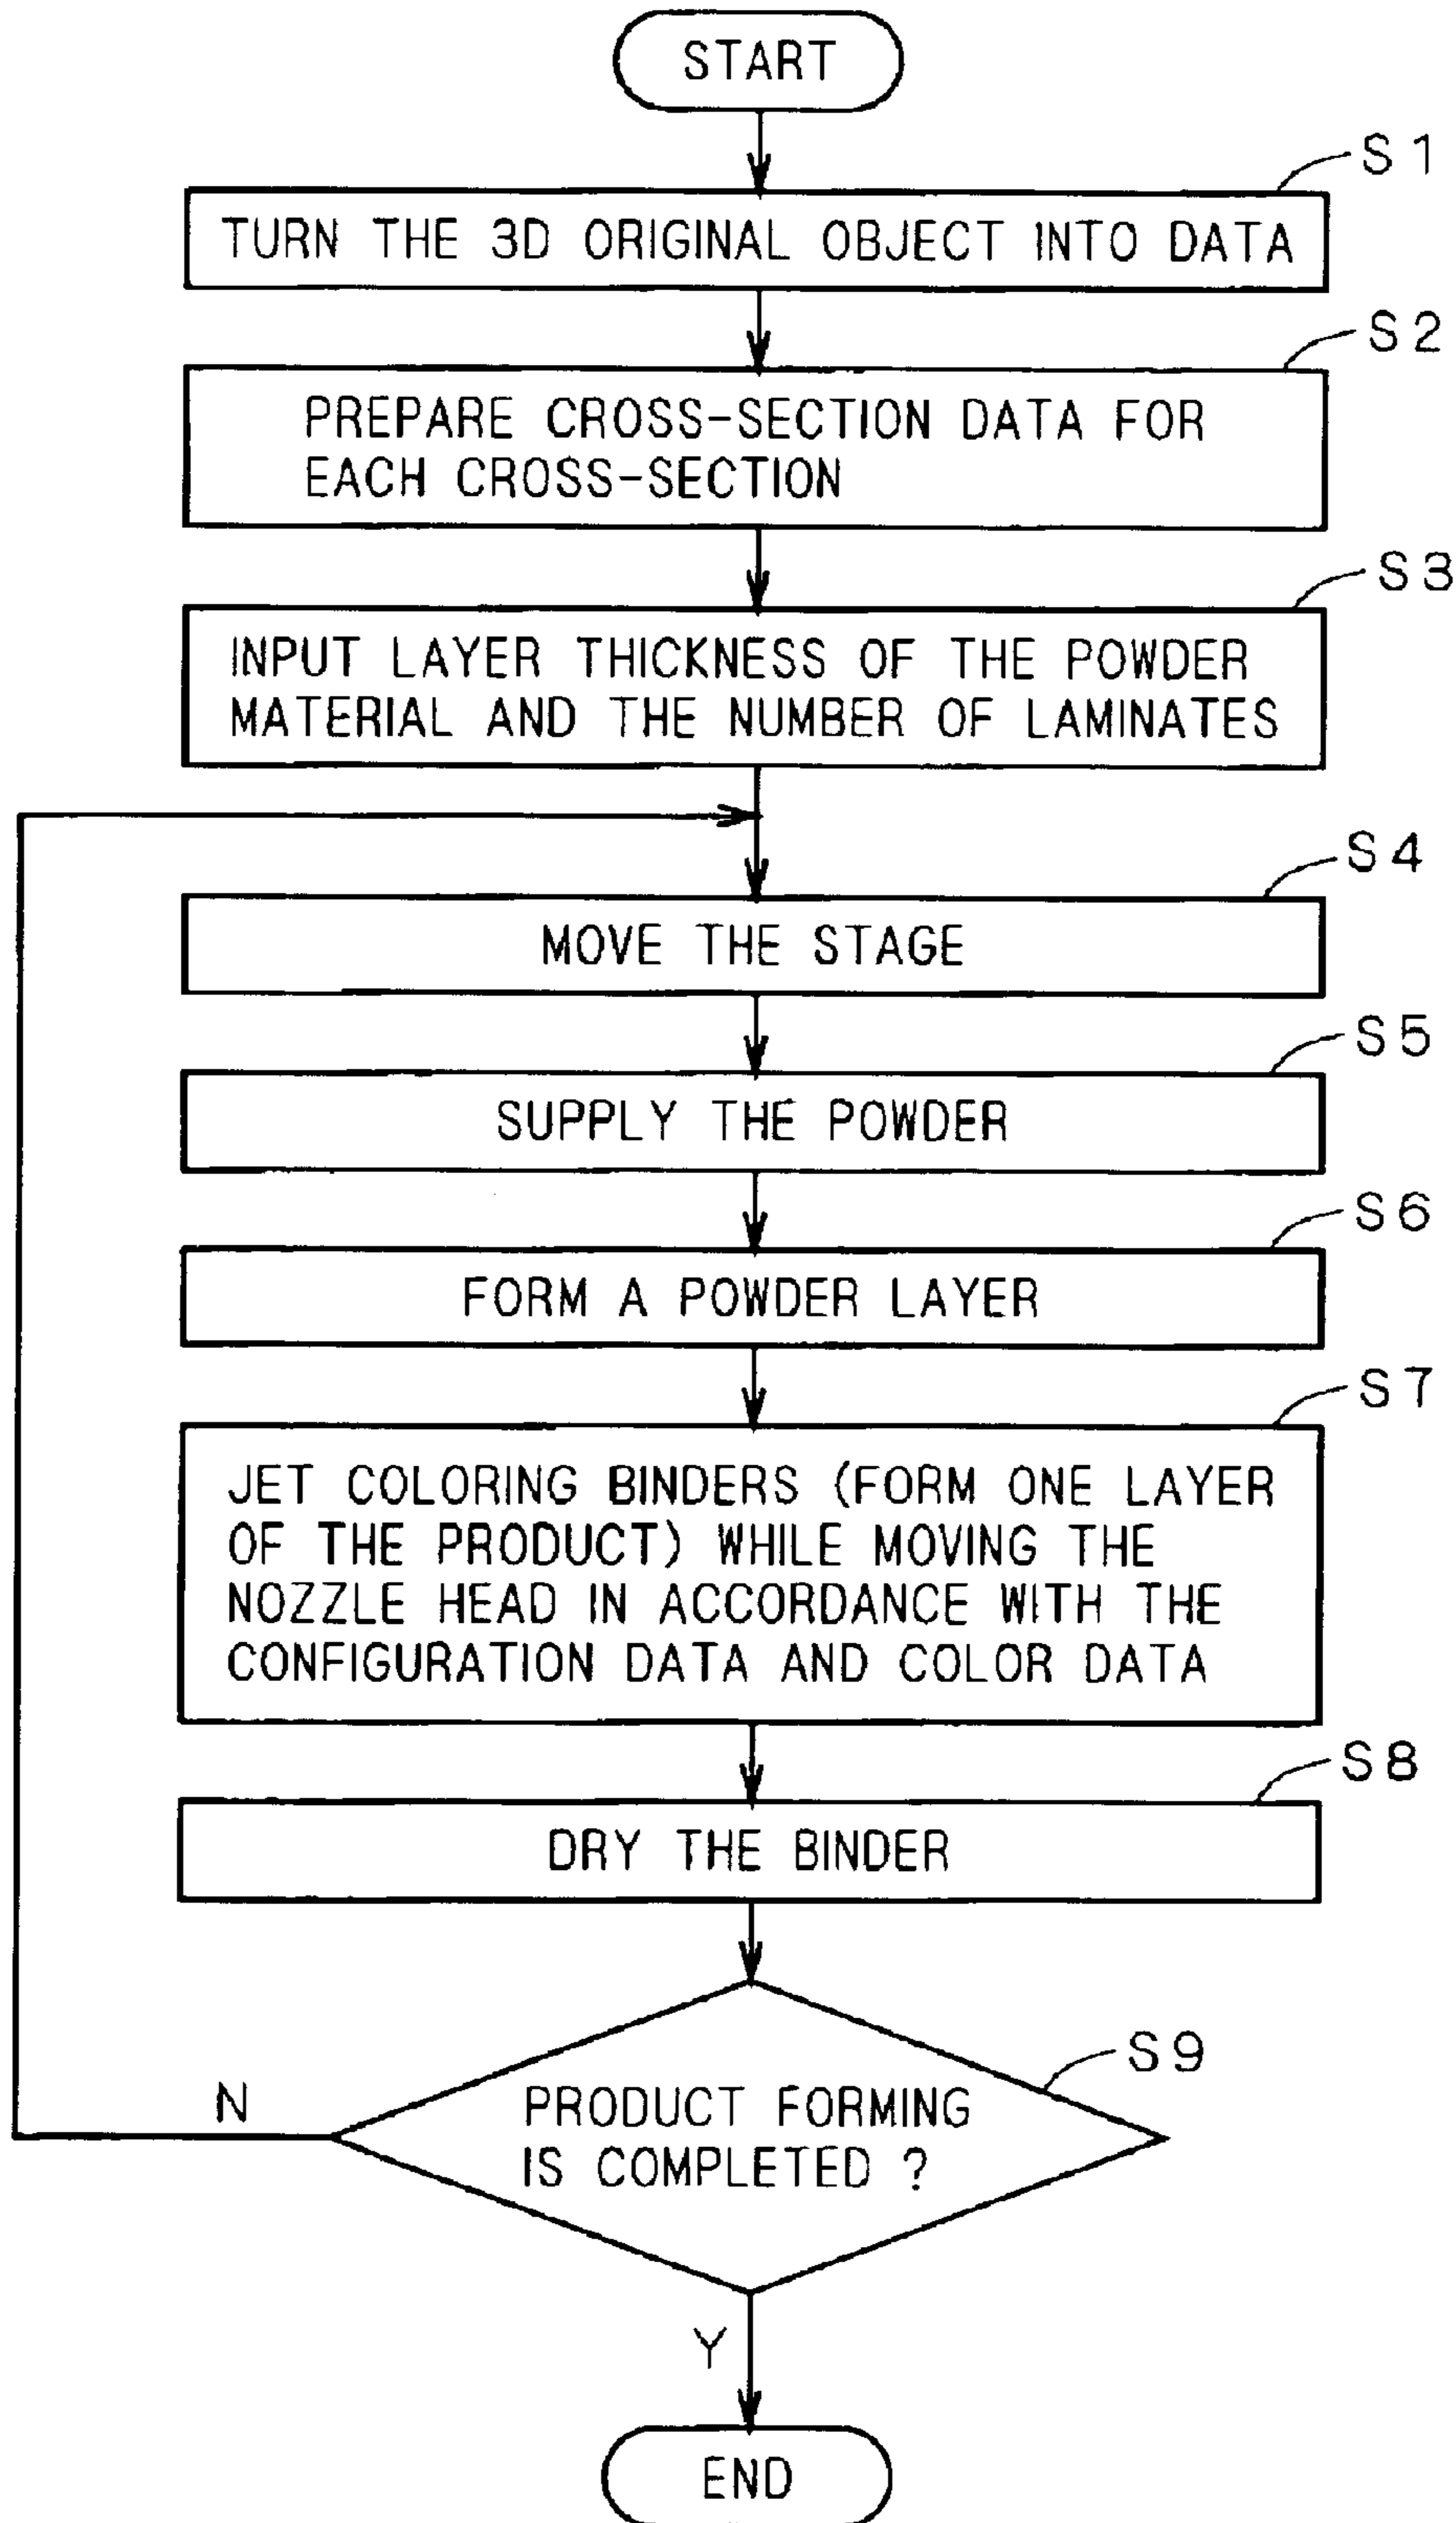 START
S1
TURN THE 3D ORIGINAL OBJECT INTO DATA
S2
PREPARE CROSS-SECTION DATA FOR
EACH CROSS-SECTION
S3
INPUT LAYER THICKNESS OF THE POWDER
MATERIAL AND THE NUMBER OF LAMINATES
S4
MOVE THE STAGE
S5
SUPPLY THE POWDER
S6
FORM A POWDER LAYER
S7
JET COLORING BINDERS (FORM ONE LAYER
OF THE PRODUCT) WHILE MOVING THE
NOZZLE HEAD IN ACCORDANCE WITH THE
CONFIGURATION DATA AND COLOR DATA
S8
DRY THE BINDER
S9
N
PRODUCT FORMING
IS COMPLETED ?
Y
END